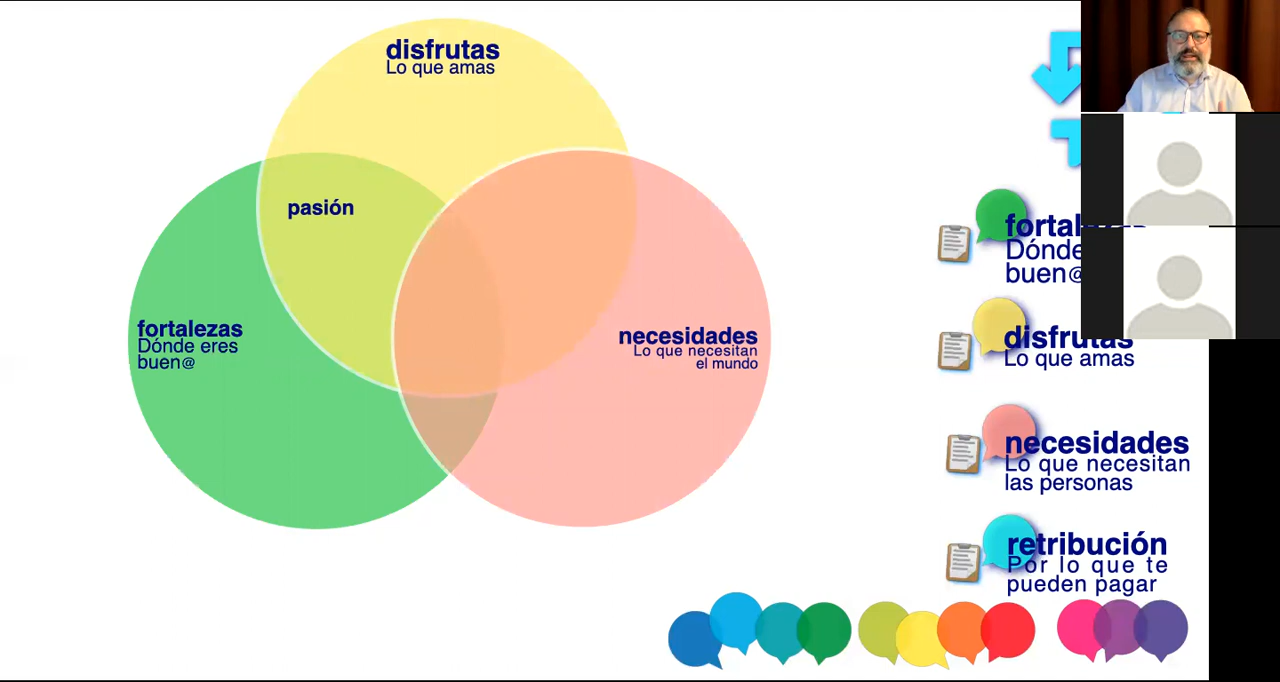 disfrutas
Lo que amas
pasión
fortalezas
Dónde eres
buen@
necesidades
Lo que necesitan
el mundo
Dónde
buen@
disfrutas
Lo que amas
necesidades
Lo que necesitan
las personas
retribución
Por lo que te
pueden pagar